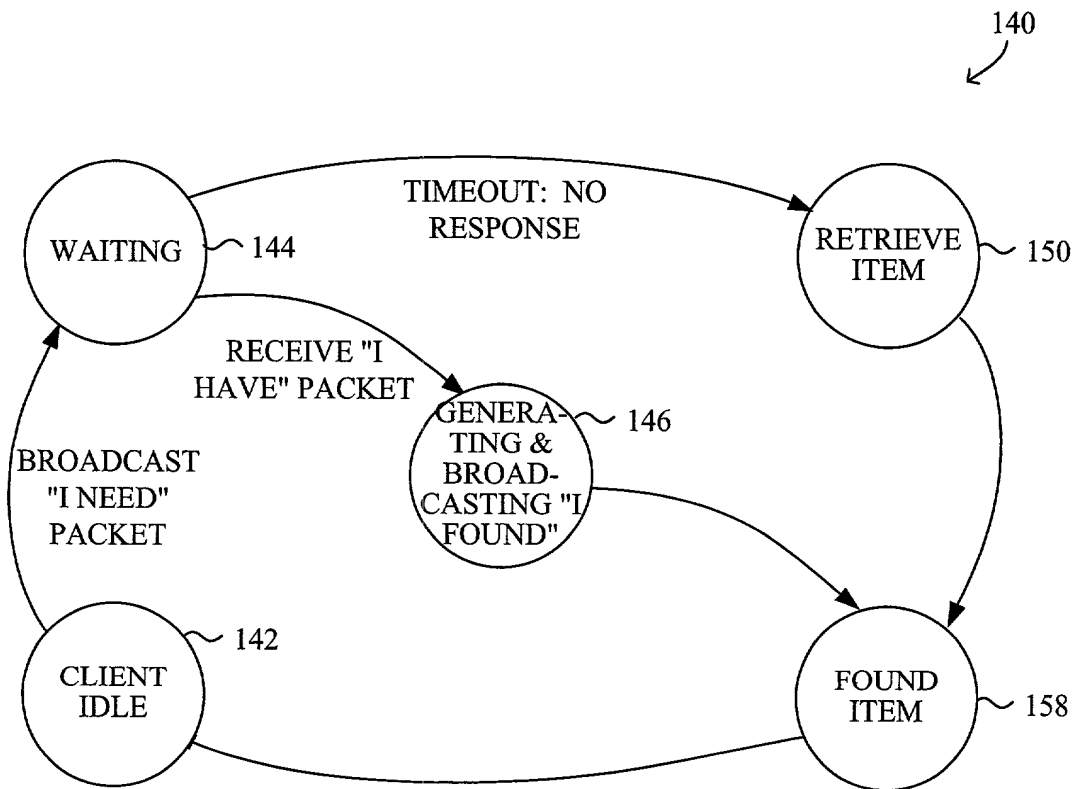 140
WAITING
144
TIMEOUT: NO
RESPONSE
RETRIEVE
ITEM
150
RECEIVE "I
HAVE" PACKET
GENERA-
TING &
BROAD-
CASTING "I
FOUND"
146
BROADCAST
"I NEED"
PACKET
CLIENT
IDLE
142
FOUND
ITEM
158